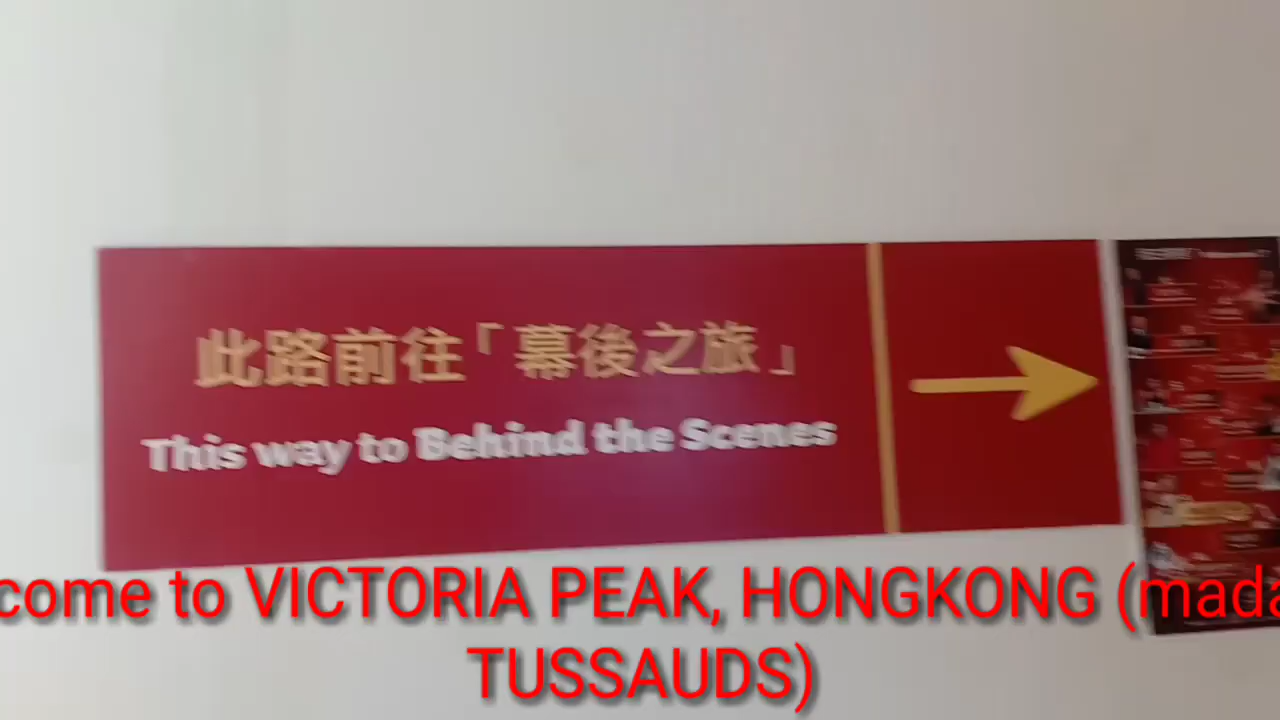 此路前往「幕後之旅」
This way to Behind the Scenes
come to VICTORIA PEAK, HONGKONG (mada
TUSSAUDS)